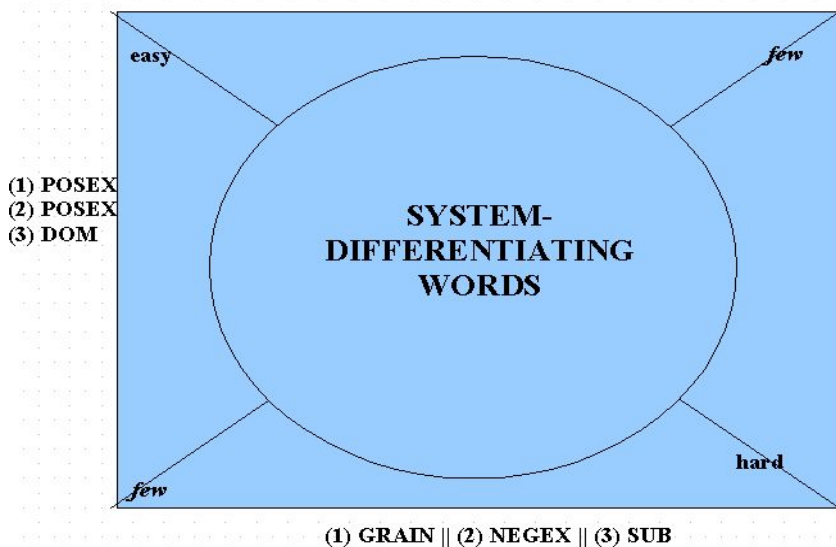 easy
few
(1) POSEX
(2) POSEX
(3) DOM
SYSTEM-
DIFFERENTIATING
WORDS
few
hard
(1) GRAIN || (2) NEGEX || (3) SUB